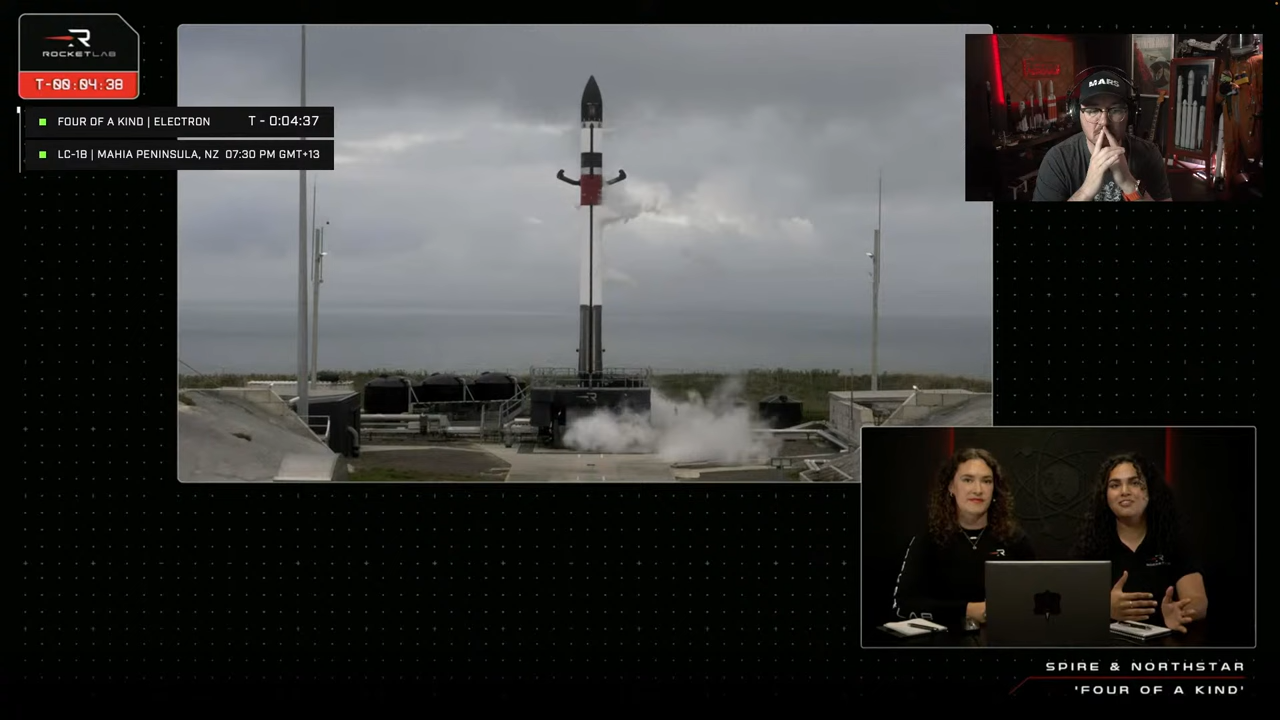 ROCKETLAB
T-00:04:38
FOUR OF A KIND | ELECTRON T - 0:04:37
LC-1B | MAHIA PENINSULA, NZ 07:30 PM GMT+13
MARS
SPIRE & NORTHSTAR
'FOUR OF A KIND'